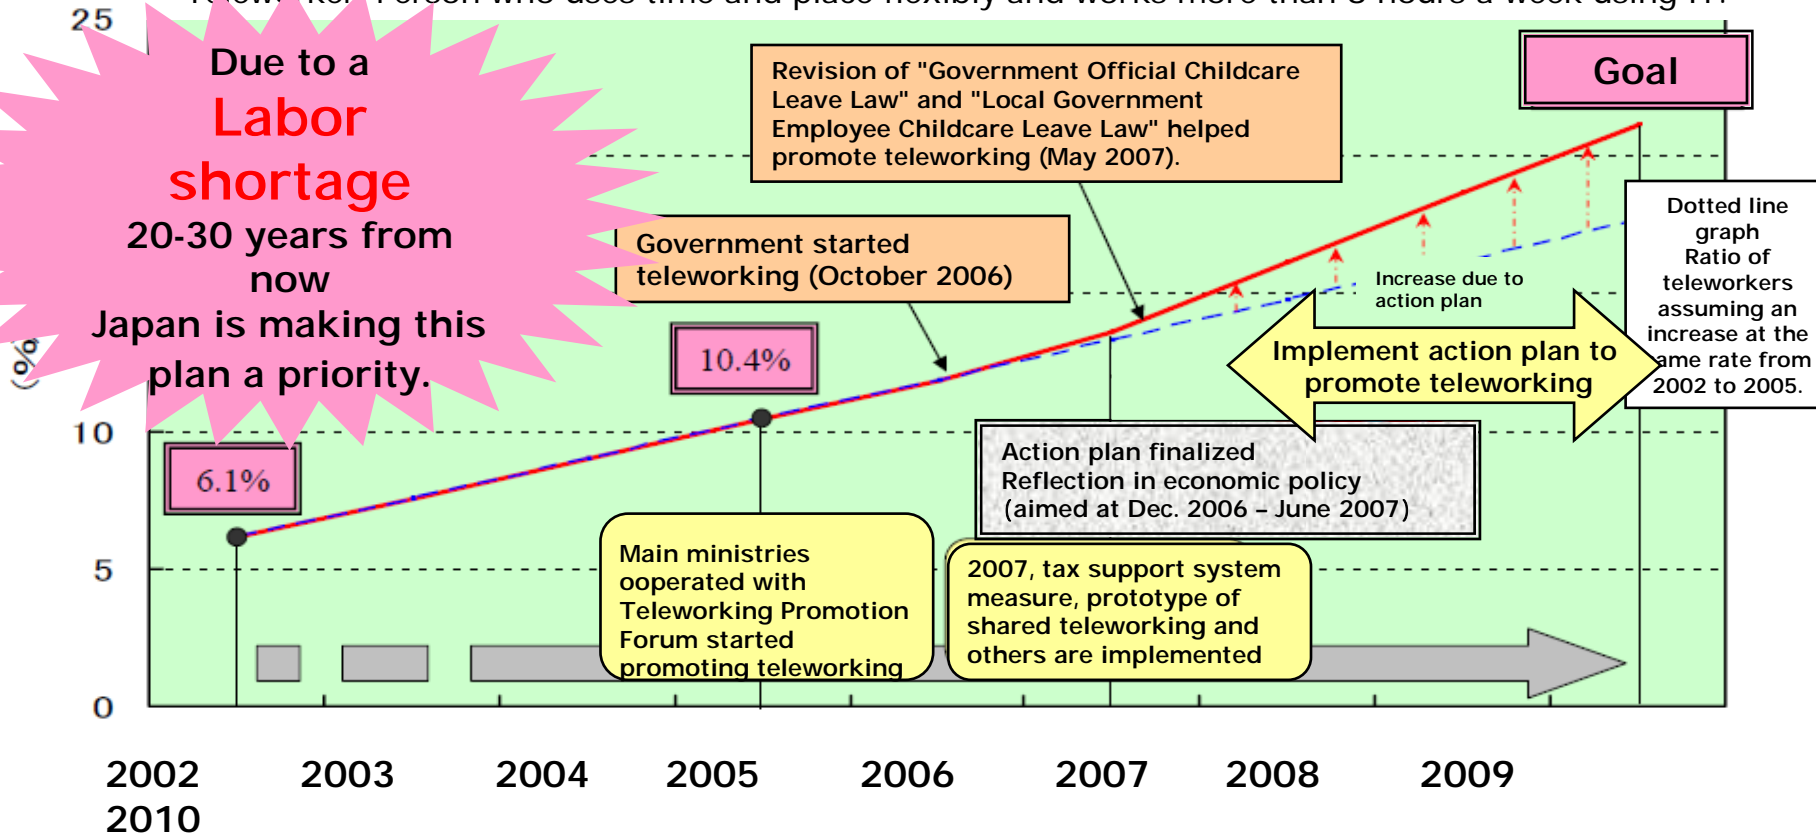 25
Due to a
Labor
shortage
20-30 years from
now
Japan is making this
plan a priority.
Revision of "Government Official Childcare
Leave Law" and "Local Government
Employee Childcare Leave Law" helped
promote teleworking (May 2007).
Goal
Government started
teleworking (October 2006)
Dotted line
graph
Ratio of
teleworkers
assuming an
increase at the
ame rate from
2002 to 2005.
Increase due to
action plan
Implement action plan to
promote teleworking
(%
10.4%
10
6.1%
Action plan finalized
Reflection in economic policy
(aimed at Dec. 2006 – June 2007)
5
Main ministries
ooperated with
Teleworking Promotion
Forum started
promoting teleworking
2007, tax support system
measure, prototype of
shared teleworking and
others are implemented
0
2002 2003 2004 2005 2006 2007 2008 2009
2010